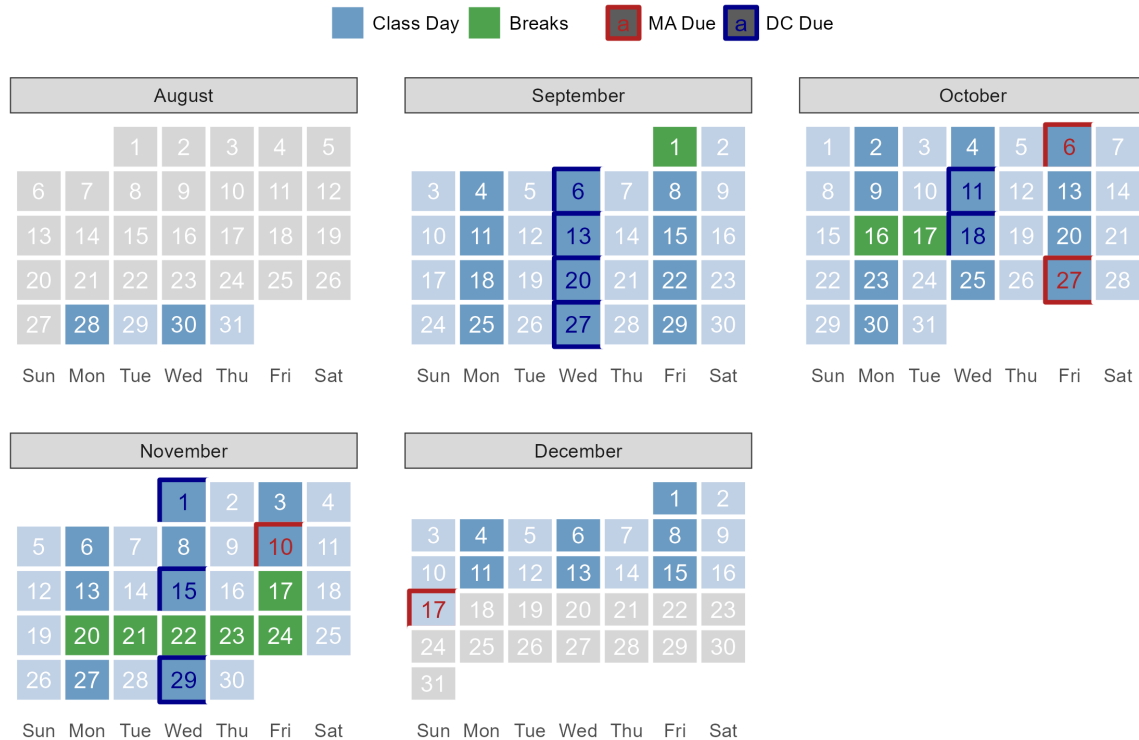 Class Day Breaks a MA Due a DC Due
August September October
1 2 3 4 5 1 2 1 2 3 4 5 6 7
6 7 8 9 10 11 12 3 4 5 6 7 8 9 8 9 10 11 12 13 14
13 14 15 16 17 18 19 10 11 12 13 14 15 16 15 16 17 18 19 20 21
20 21 22 23 24 25 26 17 18 19 20 21 22 23 22 23 24 25 26 27 28
27 28 29 30 31 24 25 26 27 28 29 30 29 30 31
Sun Mon Tue Wed Thu Fri Sat Sun Mon Tue Wed Thu Fri Sat Sun Mon Tue Wed Thu Fri Sat
November December
1 2 3 4 1 2
5 6 7 8 9 10 11 3 4 5 6 7 8 9
12 13 14 15 16 17 18 10 11 12 13 14 15 16
19 20 21 22 23 24 25 17 18 19 20 21 22 23
26 27 28 29 30 24 25 26 27 28 29 30
31
Sun Mon Tue Wed Thu Fri Sat Sun Mon Tue Wed Thu Fri Sat